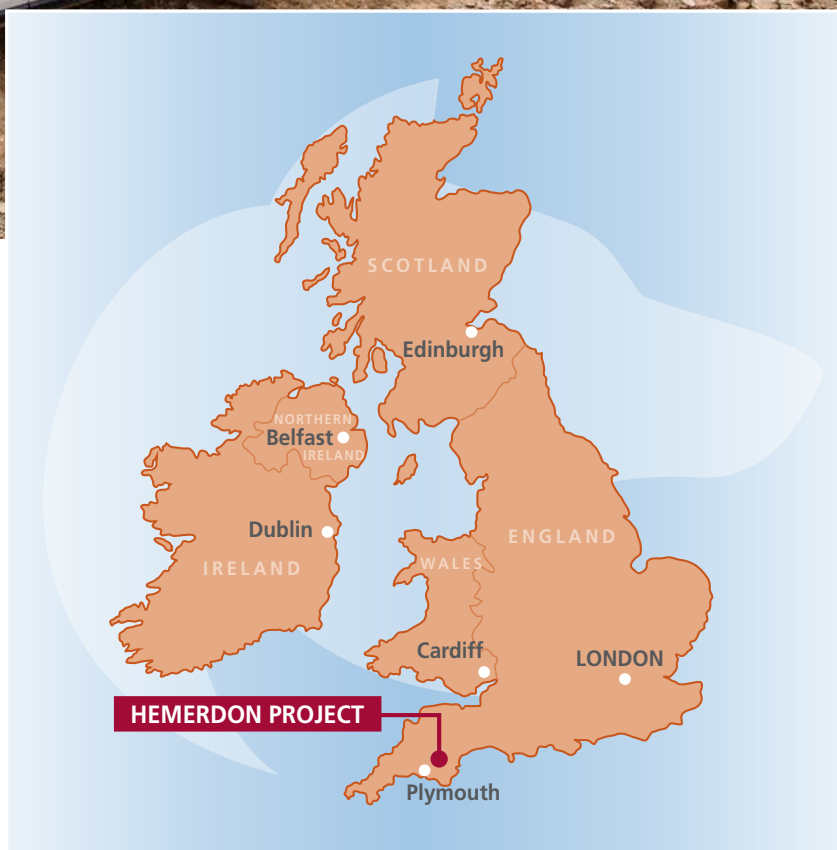 SCOTLAND
Edinburgh
NORTHERN
Belfast
IRELAND
Dublin
IRELAND
ENGLAND
WALES
Cardiff
LONDON
HEMERDON PROJECT
Plymouth